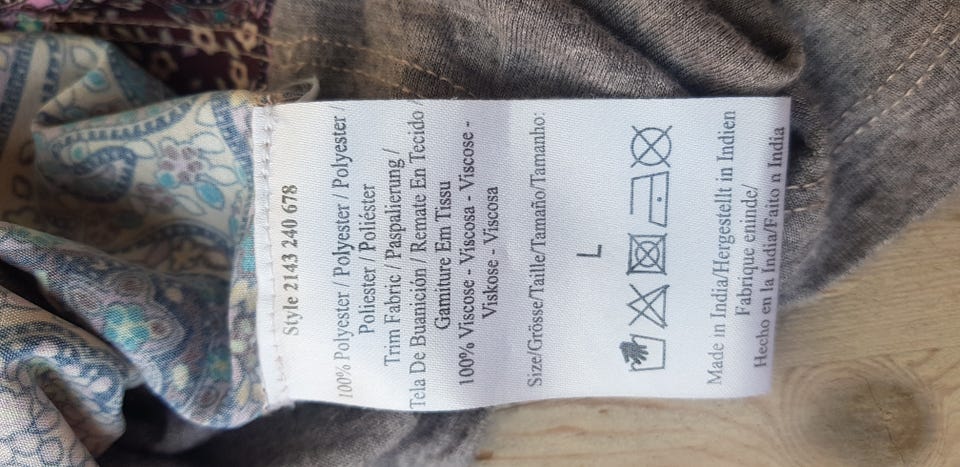 Style 2143 240 678
100% Polyester / Polyester / Polyester
Poliester / Poliéster
Trim Fabric / Paspalierung /
Tela De Buanición / Remate En Tecido /
Gamiture Em Tissu
100% Viscose - Viscosa - Viscose -
Viskose - Viscosa
Size/Grösse/Taille/Tamaño/Tamanho:
L
Made in India/Hergestellt in Indien
Fabrique eninde/
Hecho en la India/Faito n India